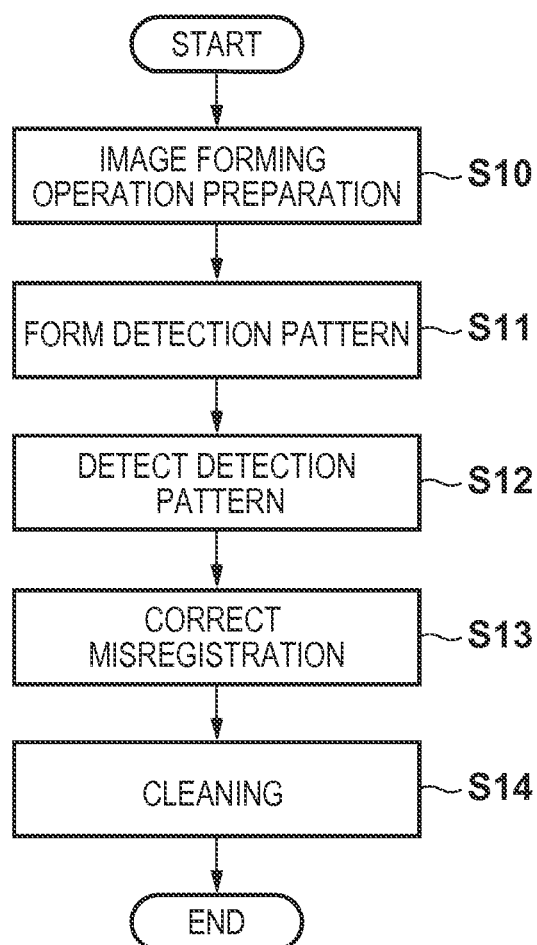 START
IMAGE FORMING
OPERATION PREPARATION
S10
FORM DETECTION PATTERN
S11
DETECT DETECTION
PATTERN
S12
CORRECT
MISREGISTRATION
S13
CLEANING
S14
END